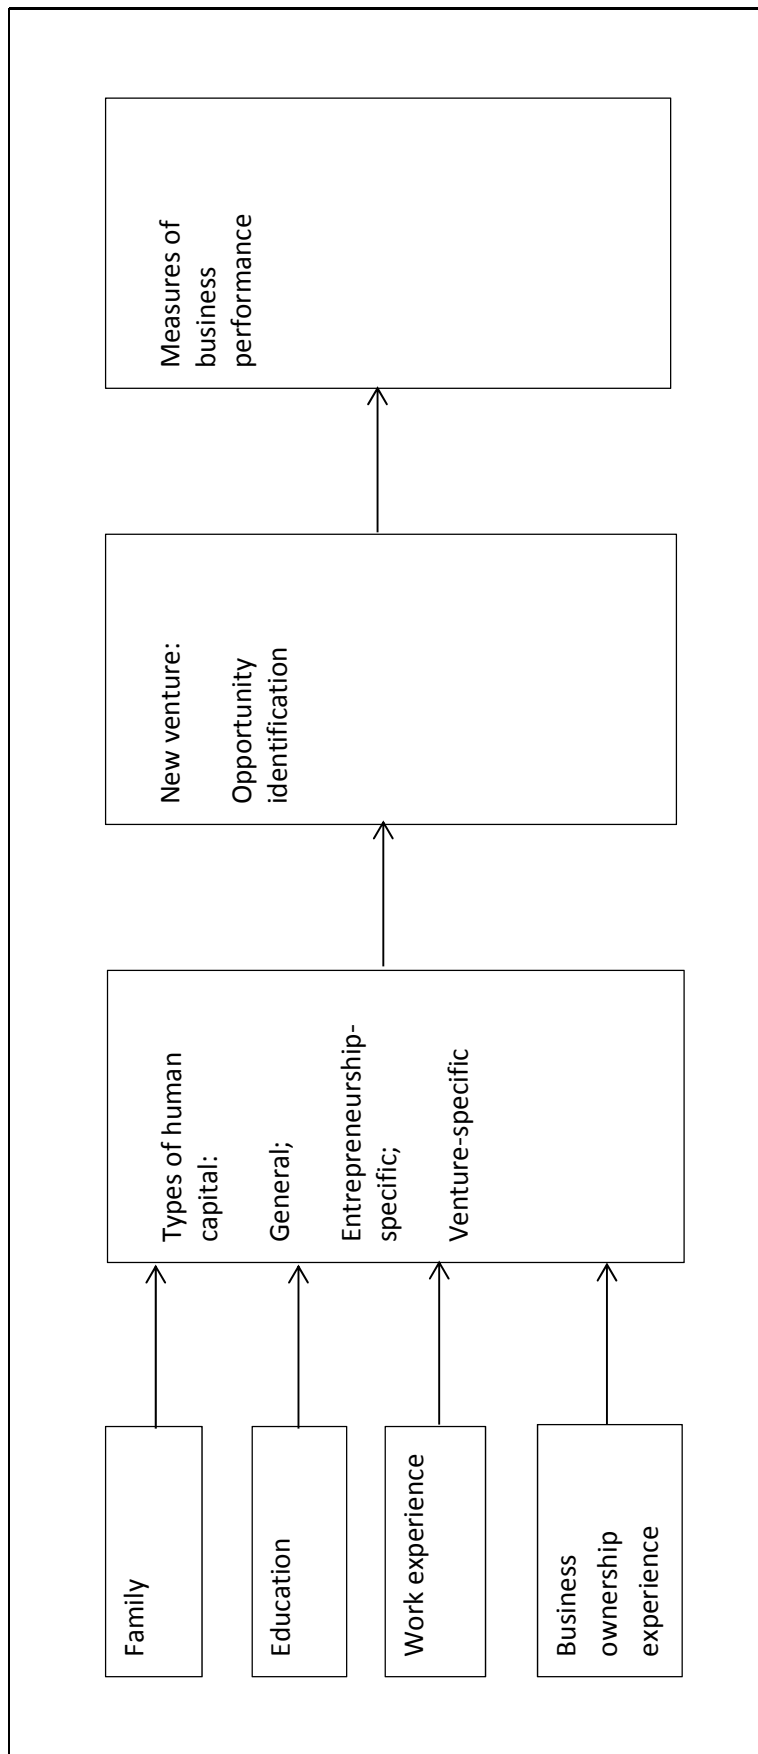 Family
Education
Work experience
Business
ownership
experience
Types of human
capital:
General;
Entrepreneurship-
specific;
Venture-specific
New venture:
Opportunity
identification
Measures of
business
performance